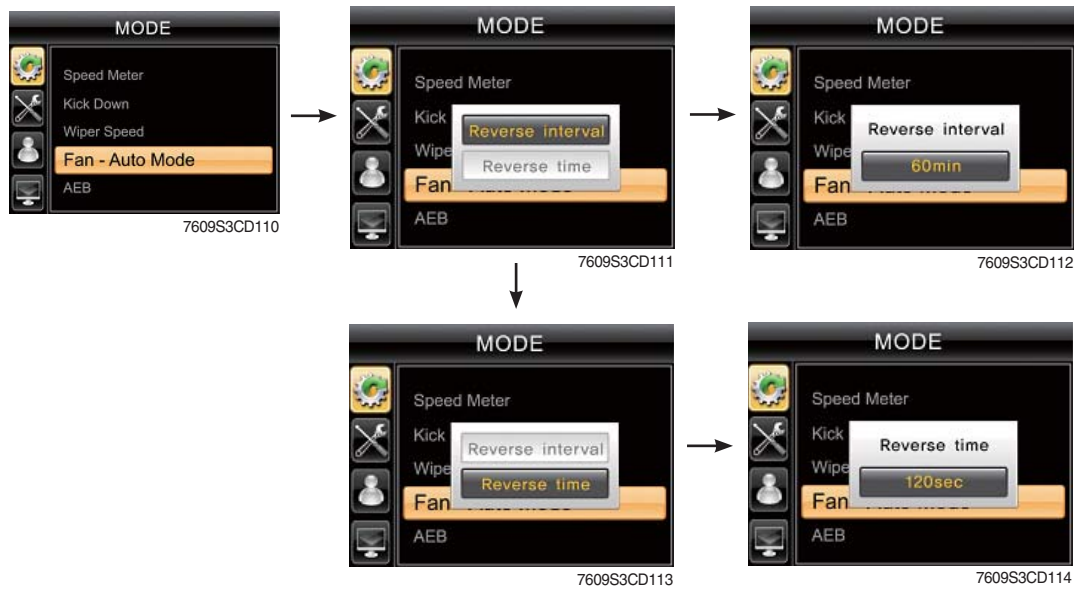 MODE
Speed Meter
Kick Down
Wiper Speed
Fan - Auto Mode
AEB
7609S3CD110
MODE
Speed Meter
Kick
Reverse interval
Wipe
Reverse time
Fan
AEB
7609S3CD111
MODE
Speed Meter
Kick
Reverse interval
Wipe
60min
Fan
AEB
7609S3CD112
MODE
Speed Meter
Kick
Reverse interval
Wipe
Reverse time
Fan
AEB
7609S3CD113
MODE
Speed Meter
Kick
Reverse time
Wipe
120sec
Fan
AEB
7609S3CD114